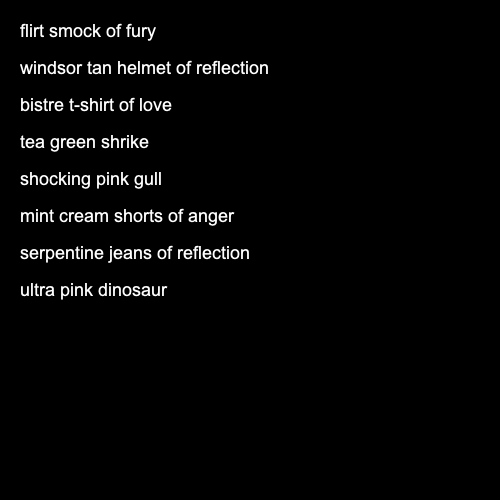 flirt smock of fury
windsor tan helmet of reflection
bistre t-shirt of love
tea green shrike
shocking pink gull
mint cream shorts of anger
serpentine jeans of reflection
ultra pink dinosaur